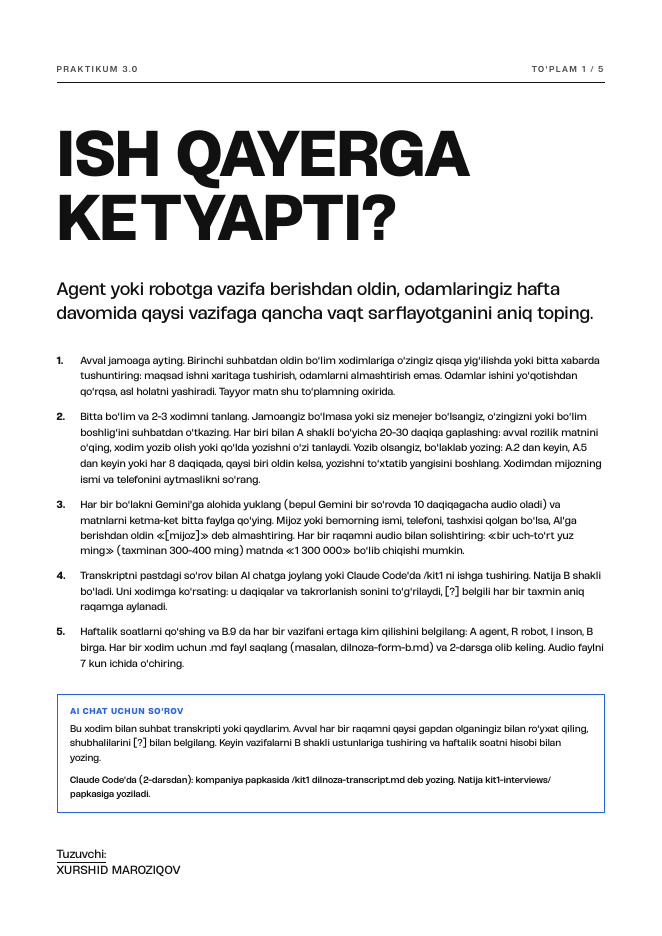 PRAKTIKUM 3.0
TO‘PLAM 1 / 5
ISH QAYERGA
KETYAPTI?
Agent yoki robotga vazifa berishdan oldin, odamlaringiz hafta
davomida qaysi vazifaga qancha vaqt sarflayotganini aniq toping.
1. Avval jamoaga ayting. Birinchi suhbatdan oldin bo‘lim xodimlariga o‘zingiz qisqa yig‘ilishda yoki bitta xabarda
tushuntiring: maqsad ishni xaritaga tushirish, odamlarni almashtirish emas. Odamlar ishini yo‘qotishdan
qo‘rqsa, asl holatni yashiradi. Tayyor matn shu to‘plamning oxirida.
2. Bitta bo‘lim va 2-3 xodimni tanlang. Jamoangiz bo‘lmasa yoki siz menejer bo‘lsangiz, o‘zingizni yoki bo‘lim
boshlig‘ini suhbatdan o‘tkazing. Har biri bilan A shakli bo‘yicha 20-30 daqiqa gaplashing: avval rozilik matnini
o‘qing, xodim yozib olish yoki qo‘lda yozishni o‘zi tanlaydi. Yozib olsangiz, bo‘laklab yozing: A.2 dan keyin, A.5
dan keyin yoki har 8 daqiqada, qaysi biri oldin kelsa, yozishni to‘xtatib yangisini boshlang. Xodimdan mijozning
ismi va telefonini aytmaslikni so‘rang.
3. Har bir bo‘lakni Gemini’ga alohida yuklang (bepul Gemini bir so‘rovda 10 daqiqagacha audio oladi) va
matnlarni ketma-ket bitta faylga qo‘ying. Mijoz yoki bemorning ismi, telefoni, tashxisi qolgan bo‘lsa, AI’ga
berishdan oldin «[mijoz]» deb almashtiring. Har bir raqamni audio bilan solishtiring: «bir uch-to‘rt yuz
ming» (taxminan 300-400 ming) matnda «1 300 000» bo‘lib chiqishi mumkin.
4. Transkriptni pastdagi so‘rov bilan AI chatga joylang yoki Claude Code’da /kit1 ni ishga tushiring. Natija B shakli
bo‘ladi. Uni xodimga ko‘rsating: u daqiqalar va takrorlanish sonini to‘g‘rilaydi, [?] belgili har bir taxmin aniq
raqamga aylanadi.
5. Haftalik soatlarni qo‘shing va B.9 da har bir vazifani ertaga kim qilishini belgilang: A agent, R robot, I inson, B
birga. Har bir xodim uchun .md fayl saqlang (masalan, dilnoza-form-b.md) va 2-darsga olib keling. Audio faylni
7 kun ichida o‘chiring.
AI CHAT UCHUN SO‘ROV
Bu xodim bilan suhbat transkripti yoki qaydlarim. Avval har bir raqamni qaysi gapdan olganingiz bilan ro‘yxat qiling,
shubhalilarini [?] bilan belgilang. Keyin vazifalarni B shakli ustunlariga tushiring va haftalik soatni hisobi bilan
yozing.
Claude Code’da (2-darsdan): kompaniya papkasida /kit1 dilnoza-transcript.md deb yozing. Natija kit1-interviews/
papkasiga yoziladi.
Tuzuvchi:
XURSHID MAROZIQOV